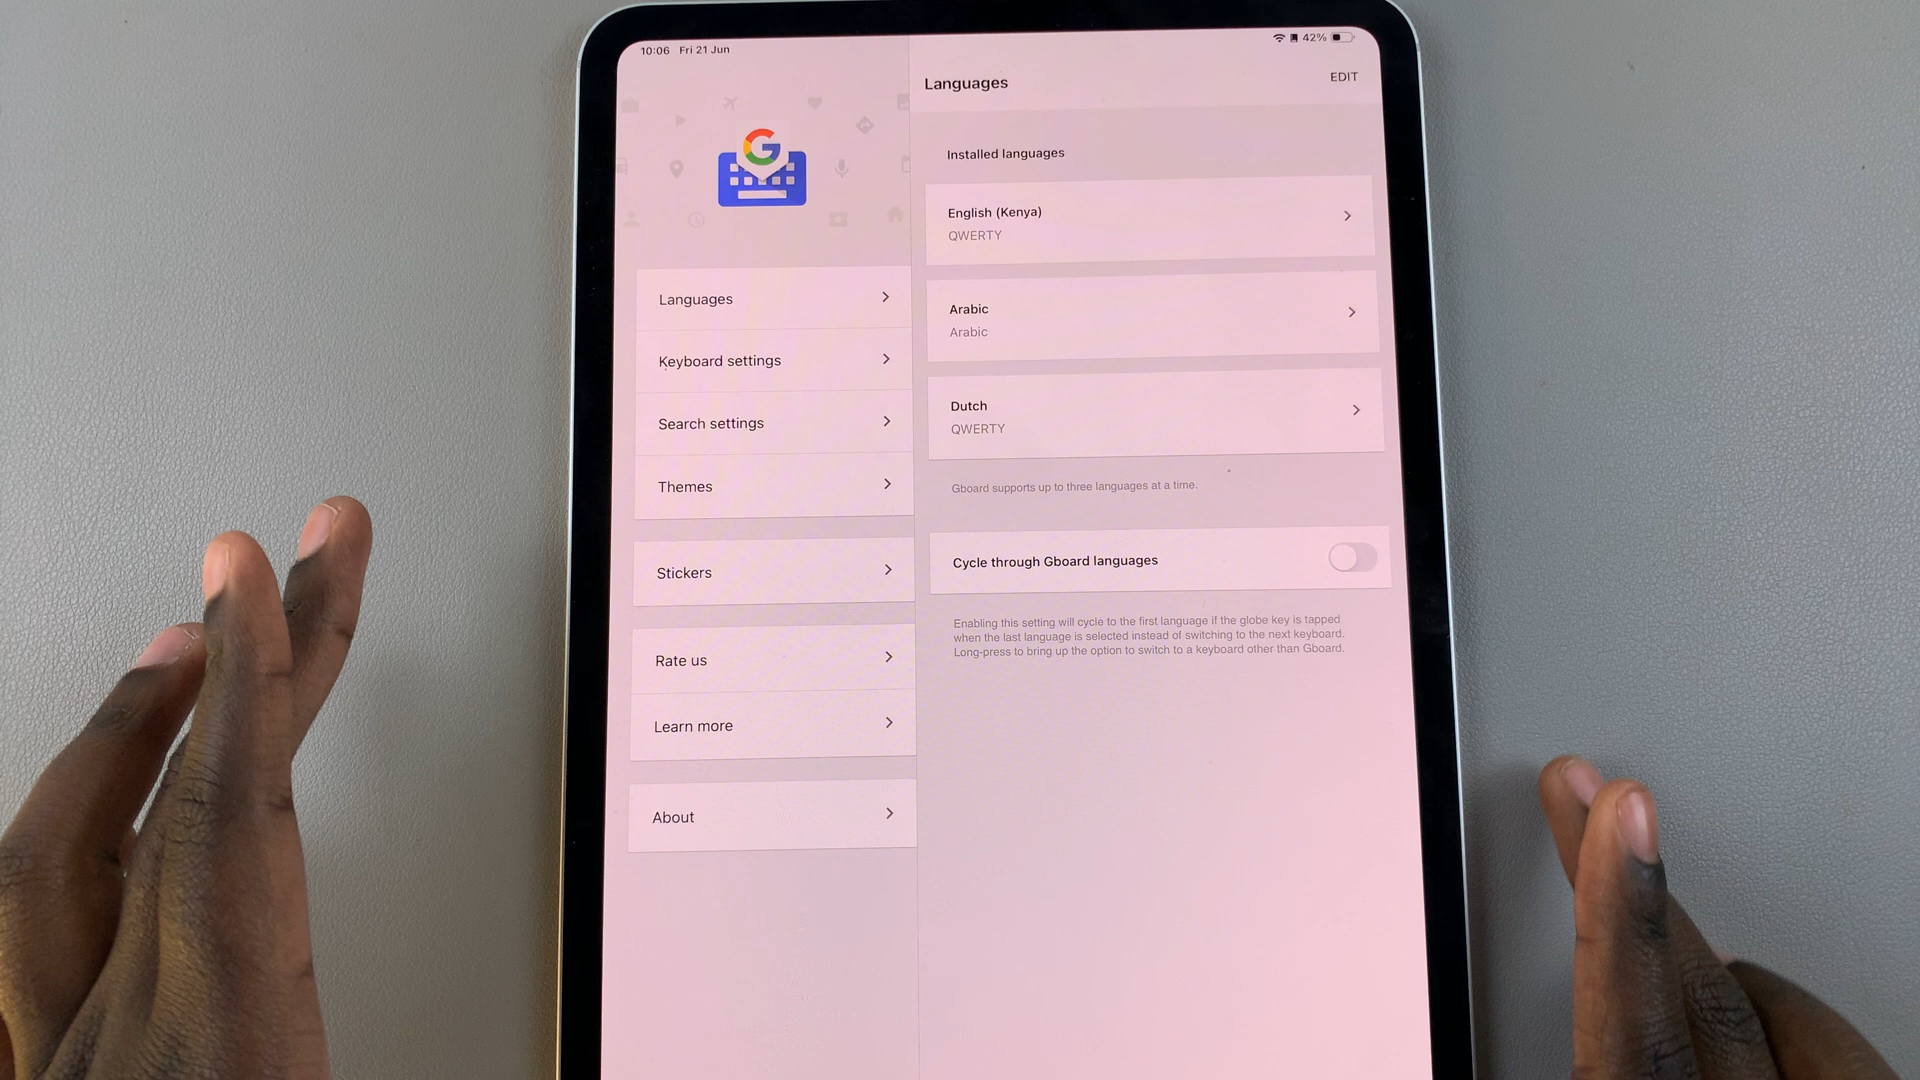 10:06 Fri 21 Jun
42%
G
Languages
Keyboard settings
Search settings
Themes
Stickers
Rate us
Learn more
About
Languages
EDIT
Installed languages
English (Kenya)
QWERTY
Arabic
Arabic
Dutch
QWERTY
Gboard supports up to three languages at a time.
Cycle through Gboard languages
Enabling this setting will cycle to the first language if the globe key is tapped
when the last language is selected instead of switching to the next keyboard.
Long-press to bring up the option to switch to a keyboard other than Gboard.